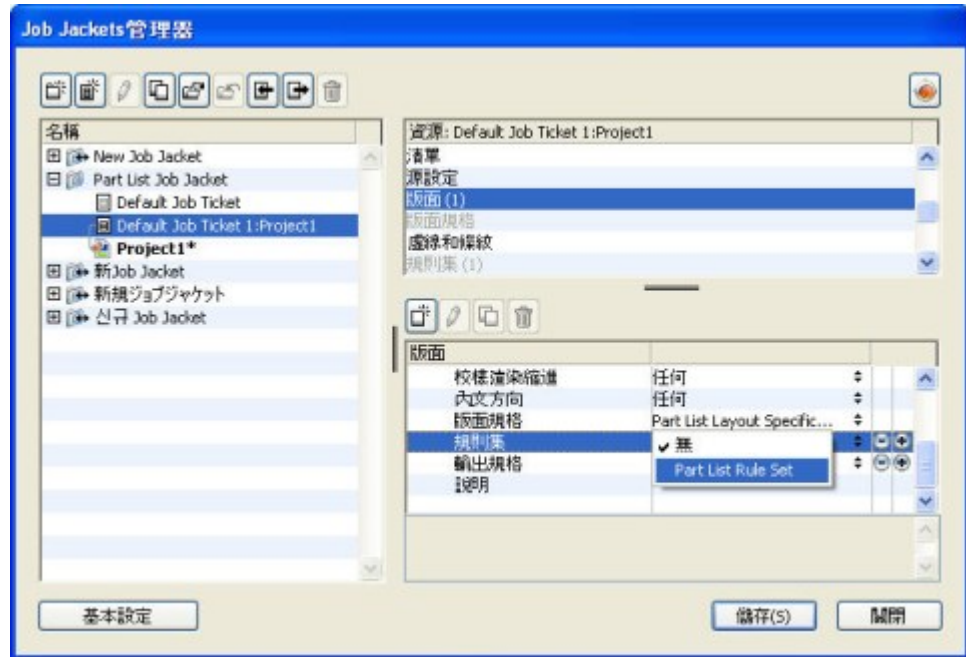 Job Jackets管理器
名稱
New Job Jacket
Part List Job Jacket
Default Job Ticket
Default Job Ticket 1:Project1
Project1*
新Job Jacket
新規ジョブジャケット
신규 Job Jacket
資源: Default Job Ticket 1:Project1
清單
源設定
版面 (1)
版面規格
虛線和條紋
規則集 (1)
版面
校樣渲染縮進 任何
內文方向 任何
版面規格 Part List Layout Specific...
規則集
✓ 無
Part List Rule Set
輸出規格
說明
基本設定
儲存(S)
關閉